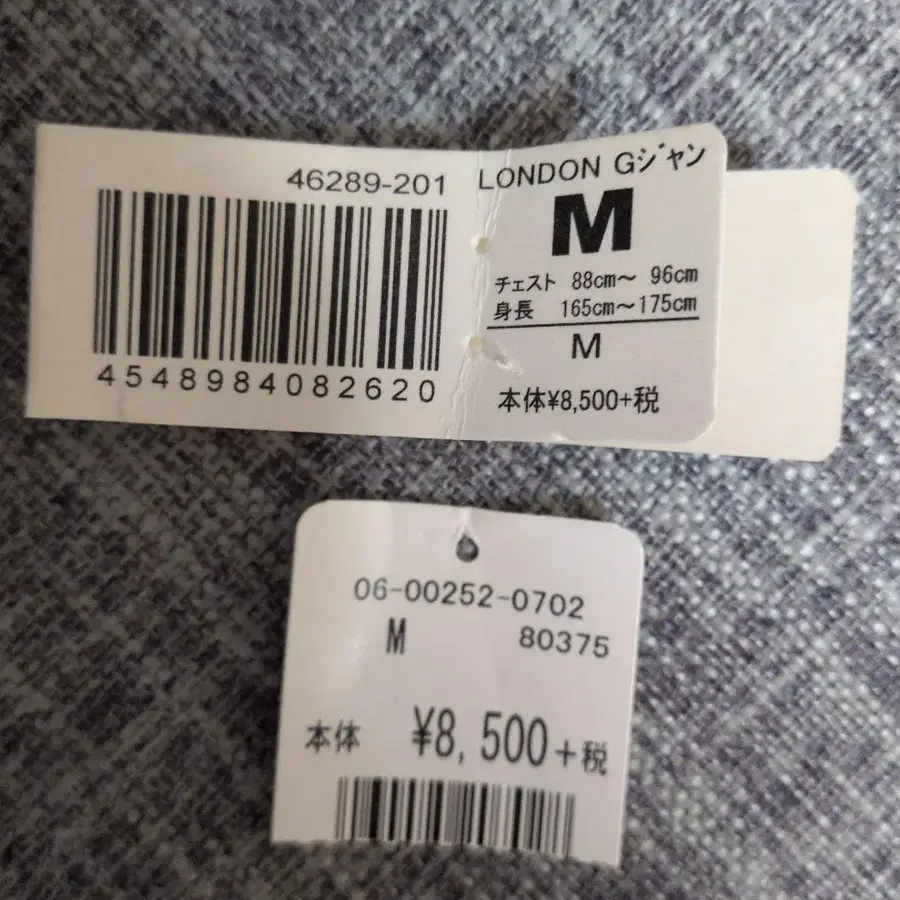 46289-201
4548984082620
LONDON Gジャン
M
チェスト 88cm～ 96cm
身長 165cm～175cm
M
本体¥8,500+税
06-00252-0702
M 80375
本体 ¥8,500+税